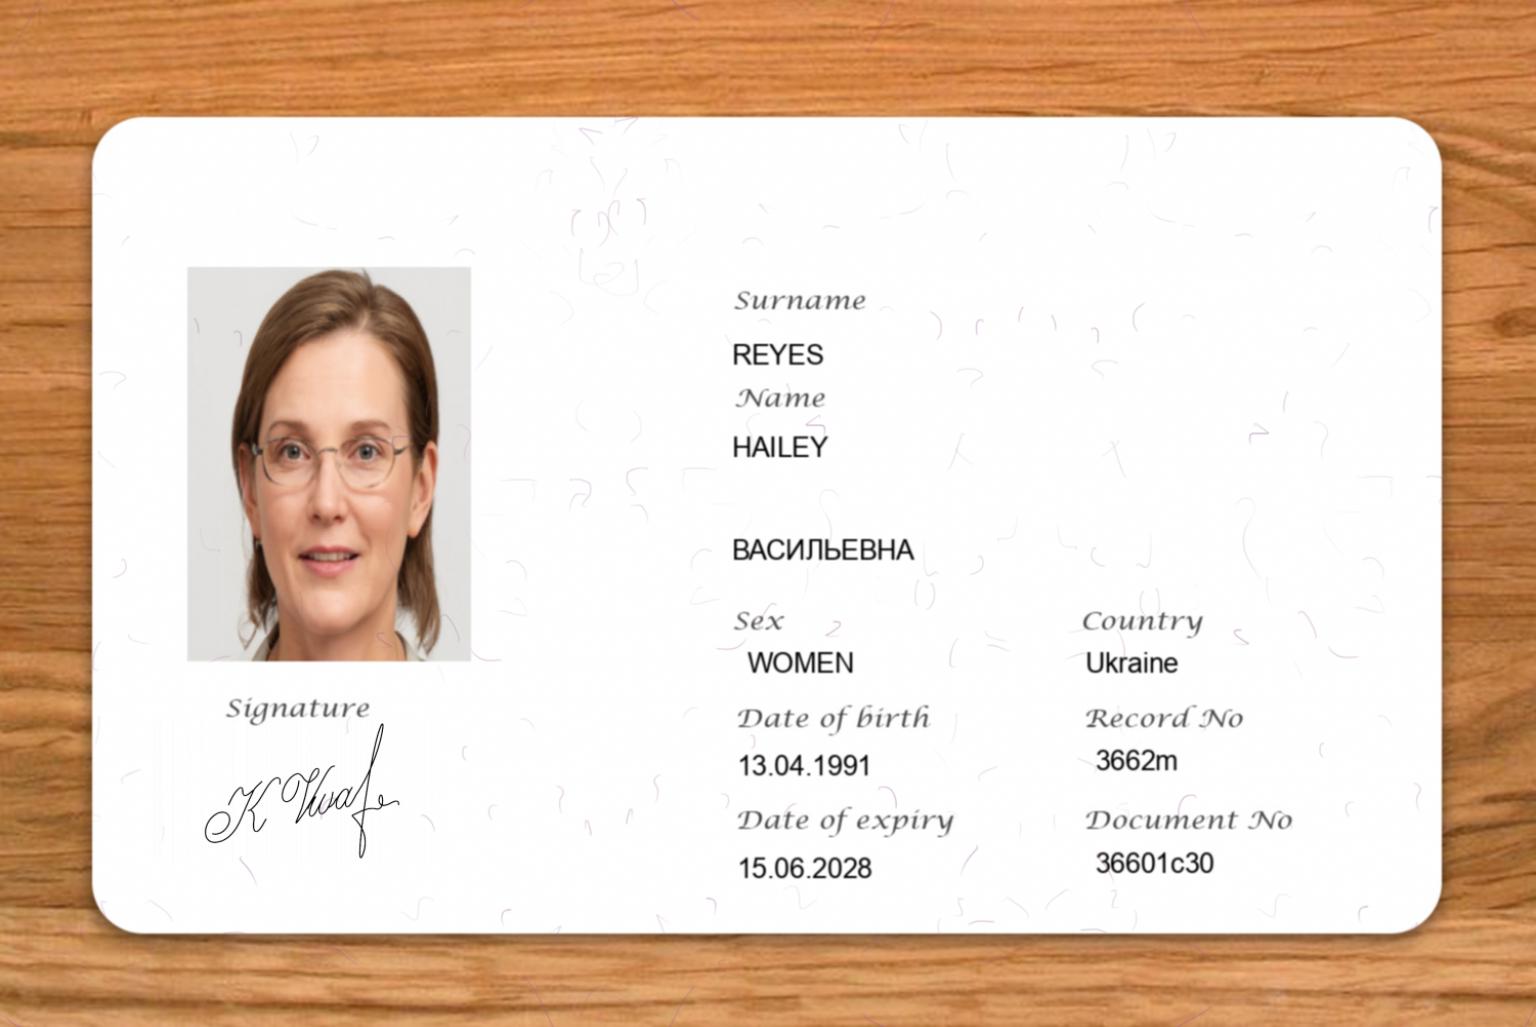 Surname
REYES
Name
HAILEY
ВАСИЛЬЕВНА
Sex
Country
WOMEN
Ukraine
Signature
Date of birth
Record No
13.04.1991
3662m
Date of expiry
Document No
15.06.2028
36601c30